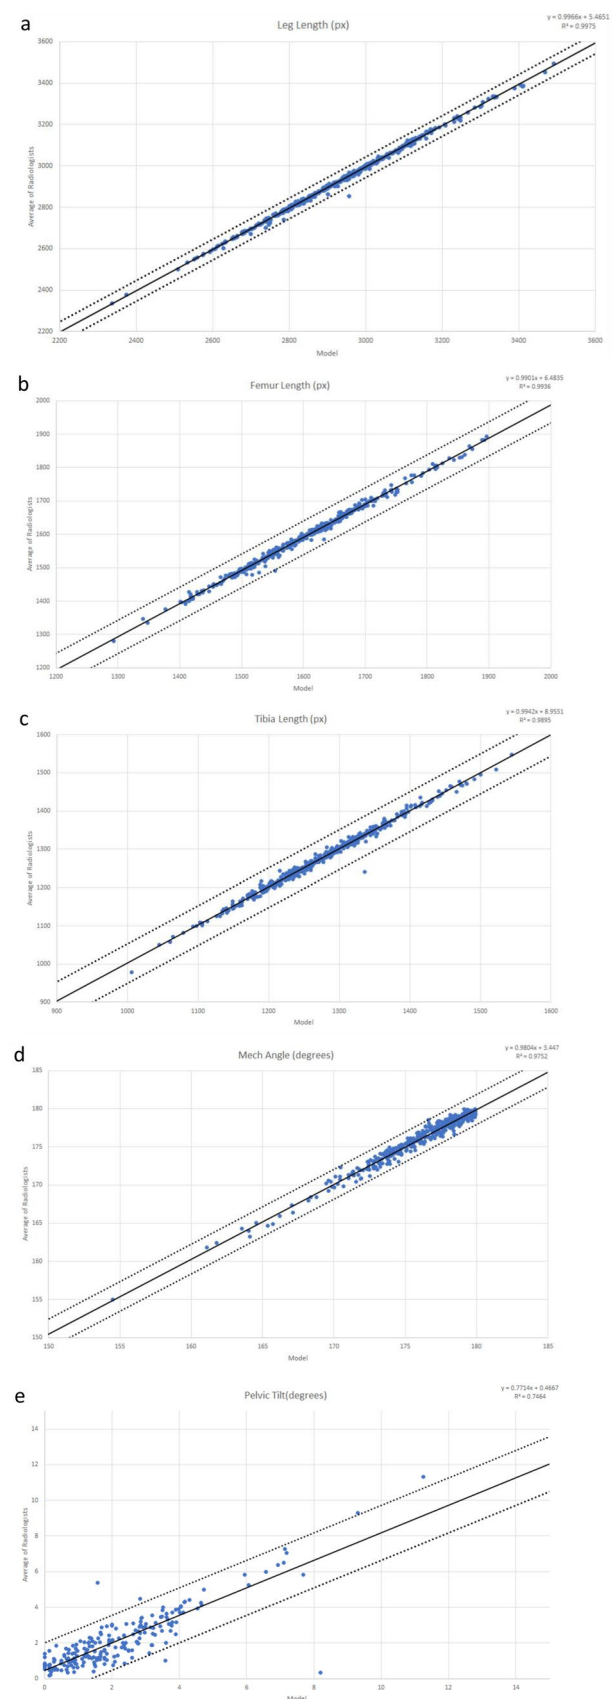 a
Leg Length (px)
y = 0.9966x + 5.4651
R² = 0.9975
3600
3400
3200
3000
2800
2600
2400
2200
Average of Radiologists
2200 2400 2600 2800 3000 3200 3400 3600
Model
b
Femur Length (px)
y = 0.9901x + 6.4835
R² = 0.9936
2000
1900
1800
1700
1600
1500
1400
1300
1200
Average of Radiologists
1200 1300 1400 1500 1600 1700 1800 1900 2000
Model
c
Tibia Length (px)
y = 0.9942x + 8.9551
R² = 0.9895
1600
1500
1400
1300
1200
1100
1000
900
Average of Radiologists
900 1000 1100 1200 1300 1400 1500 1600
Model
d
Mech Angle (degrees)
y = 0.9804x + 3.447
R² = 0.9752
185
180
175
170
165
160
155
150
Average of Radiologists
150 155 160 165 170 175 180 185
Model
e
Pelvic Tilt(degrees)
y = 0.7714x + 0.4667
R² = 0.7464
14
12
10
8
6
4
2
0
Average of Radiologists
0 2 4 6 8 10 12 14
Model